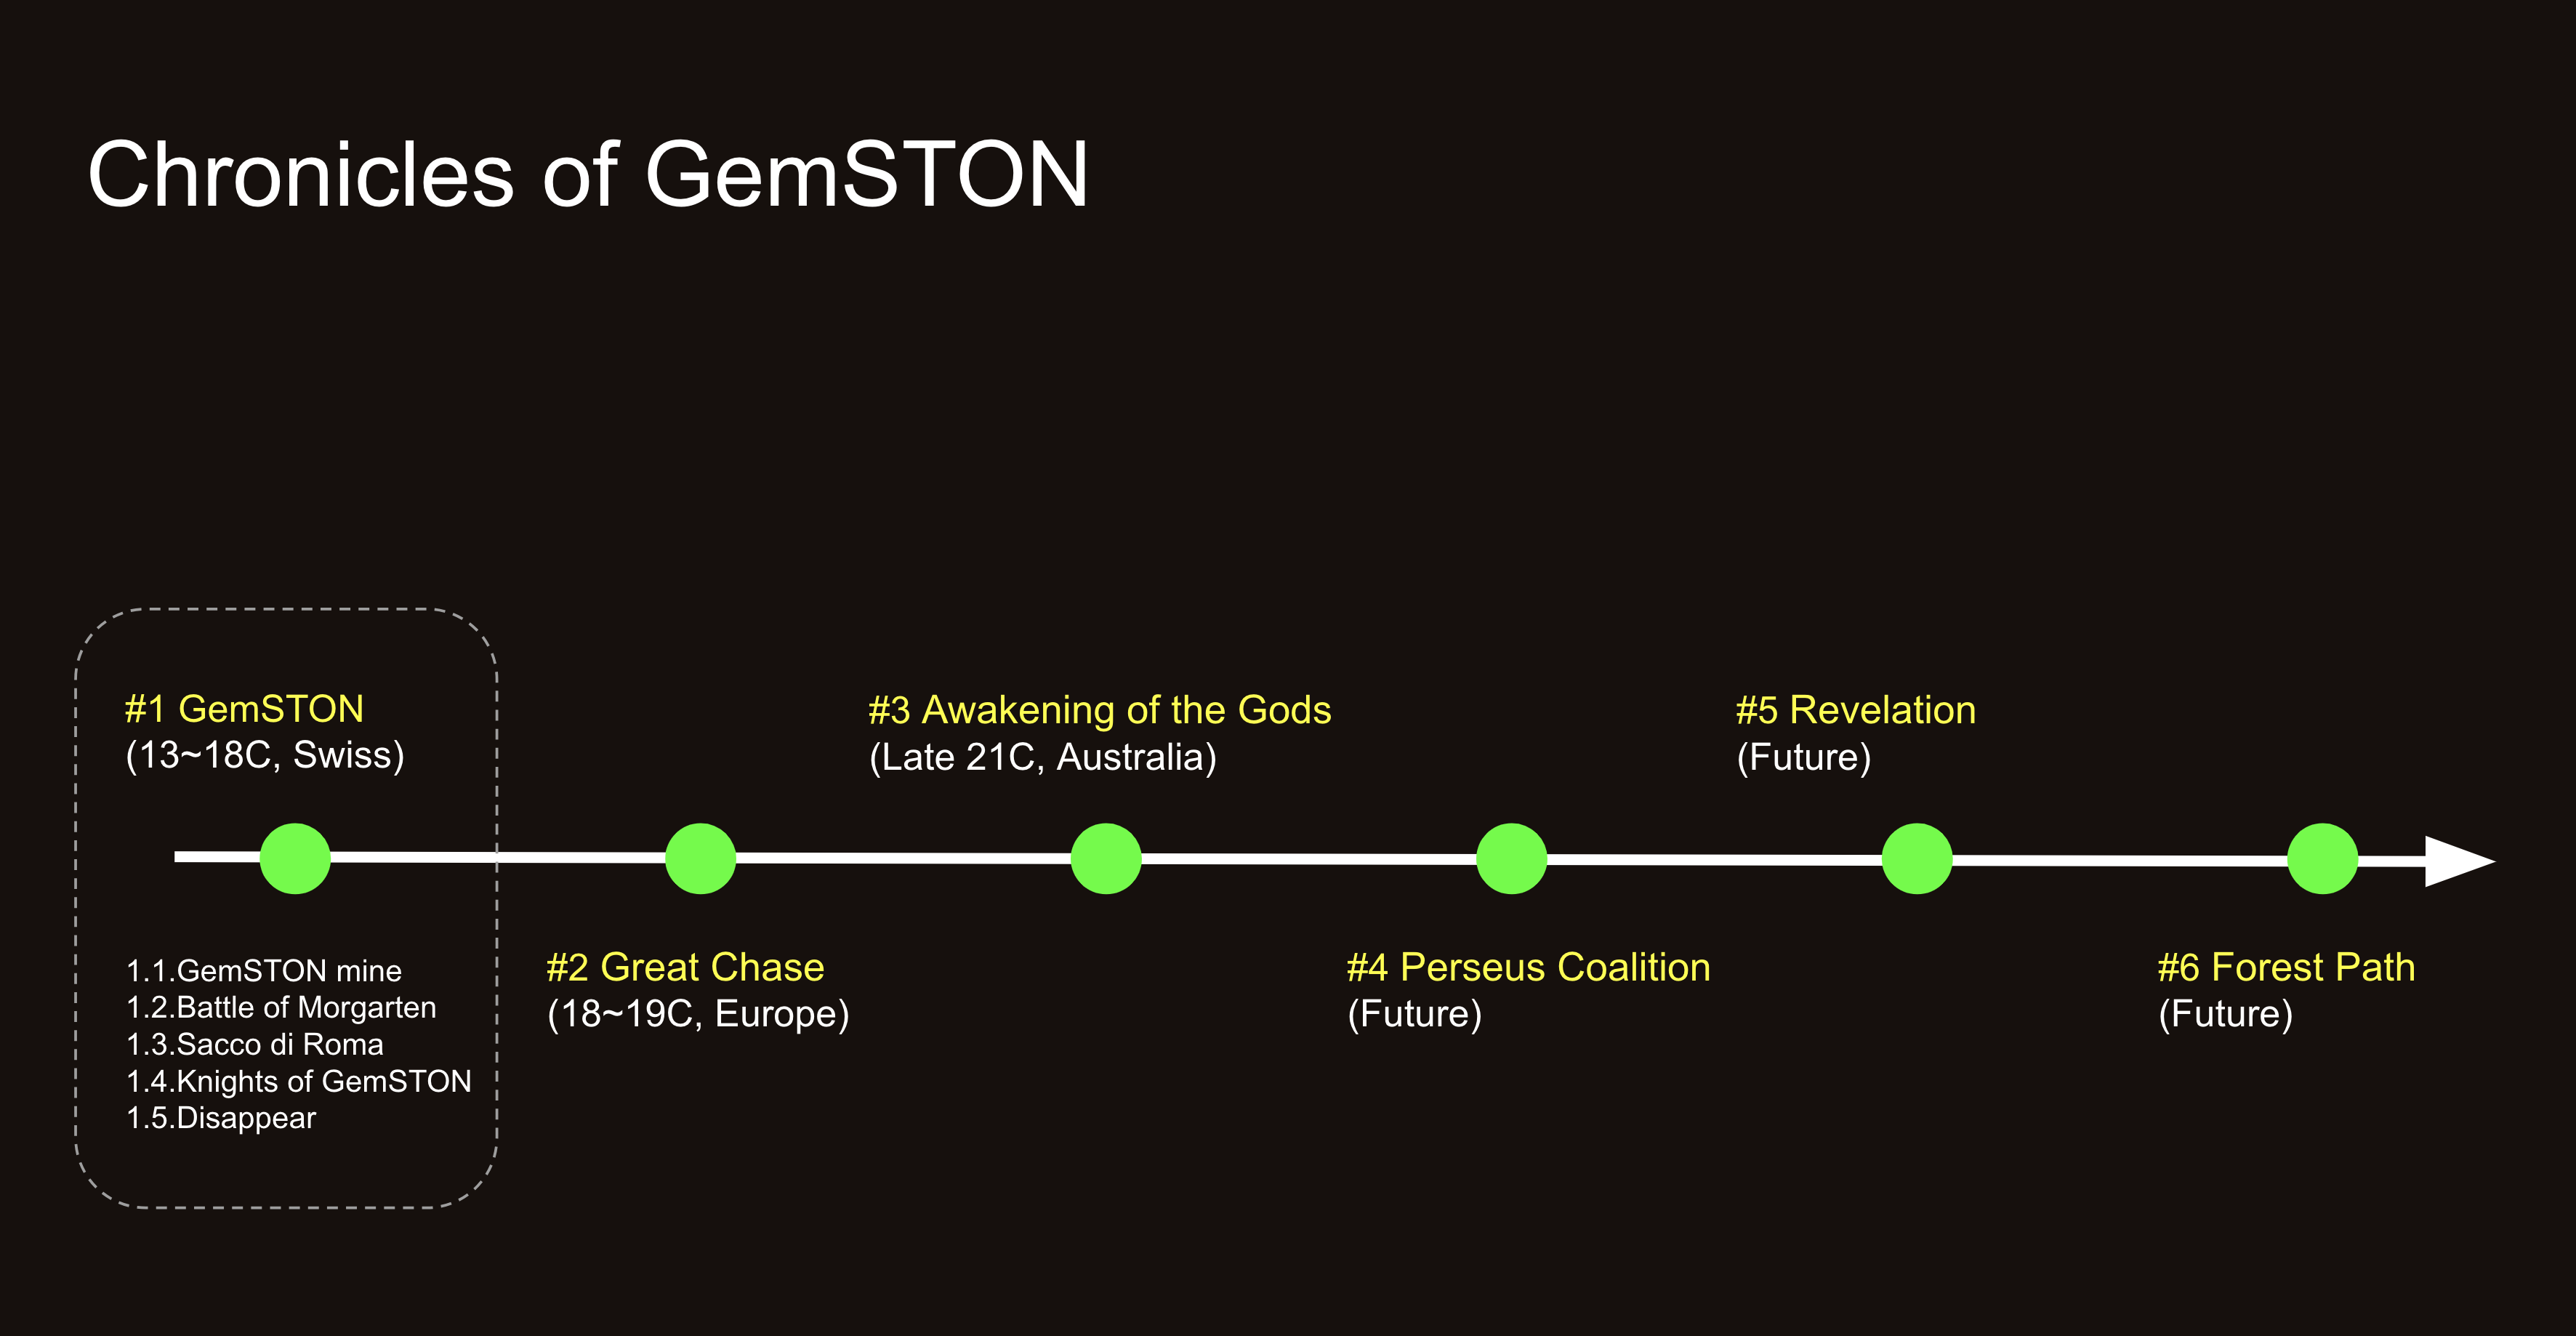 Chronicles of GemSTON
#1 GemSTON
(13~18C, Swiss)
1.1.GemSTON mine
1.2.Battle of Morgarten
1.3.Sacco di Roma
1.4.Knights of GemSTON
1.5.Disappear
#2 Great Chase
(18~19C, Europe)
#3 Awakening of the Gods
(Late 21C, Australia)
#4 Perseus Coalition
(Future)
#5 Revelation
(Future)
#6 Forest Path
(Future)